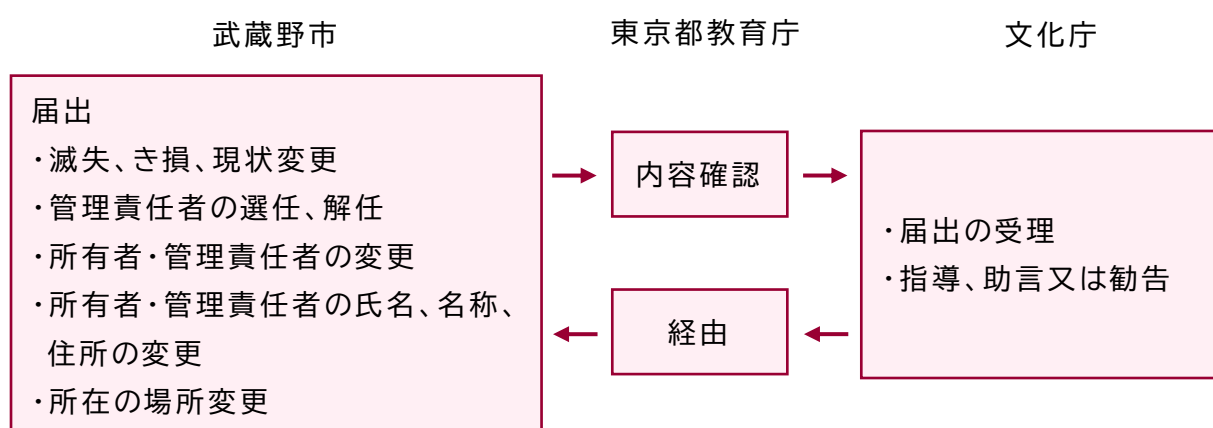 武蔵野市
東京都教育庁
文化庁
届出
・滅失、き損、現状変更
・管理責任者の選任、解任
・所有者・管理責任者の変更
・所有者・管理責任者の氏名、名称、
住所の変更
・所在の場所変更
内容確認
経由
・届出の受理
・指導、助言又は勧告